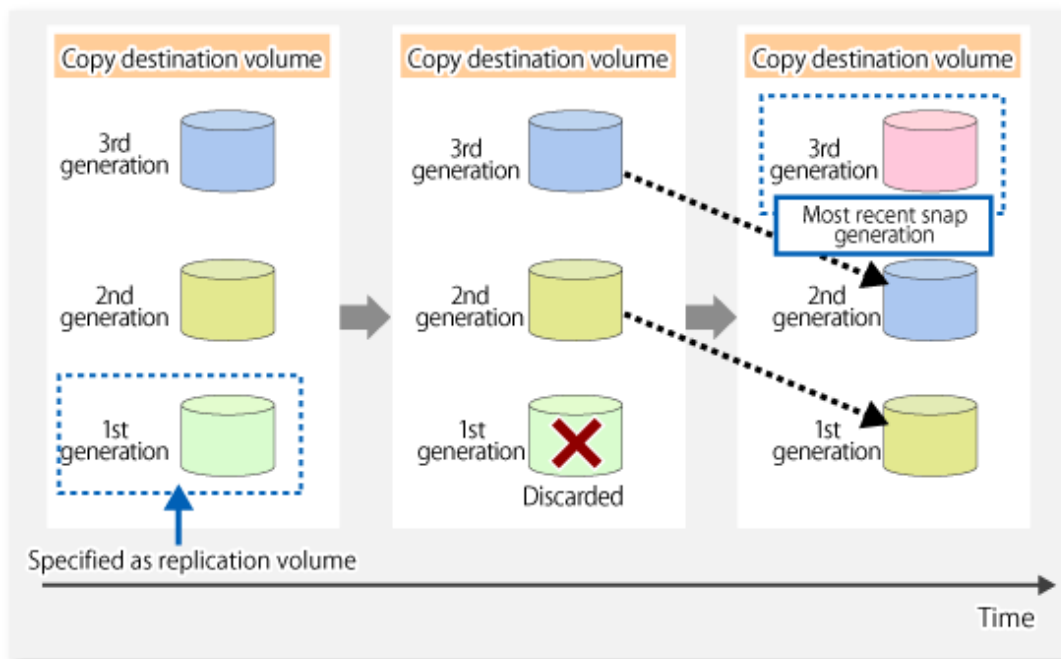 Copy destination volume
3rd
generation
2nd
generation
1st
generation
Specified as replication volume
Copy destination volume
3rd
generation
2nd
generation
1st
generation
Discarded
Copy destination volume
3rd
generation
Most recent snap
generation
2nd
generation
1st
generation
Time